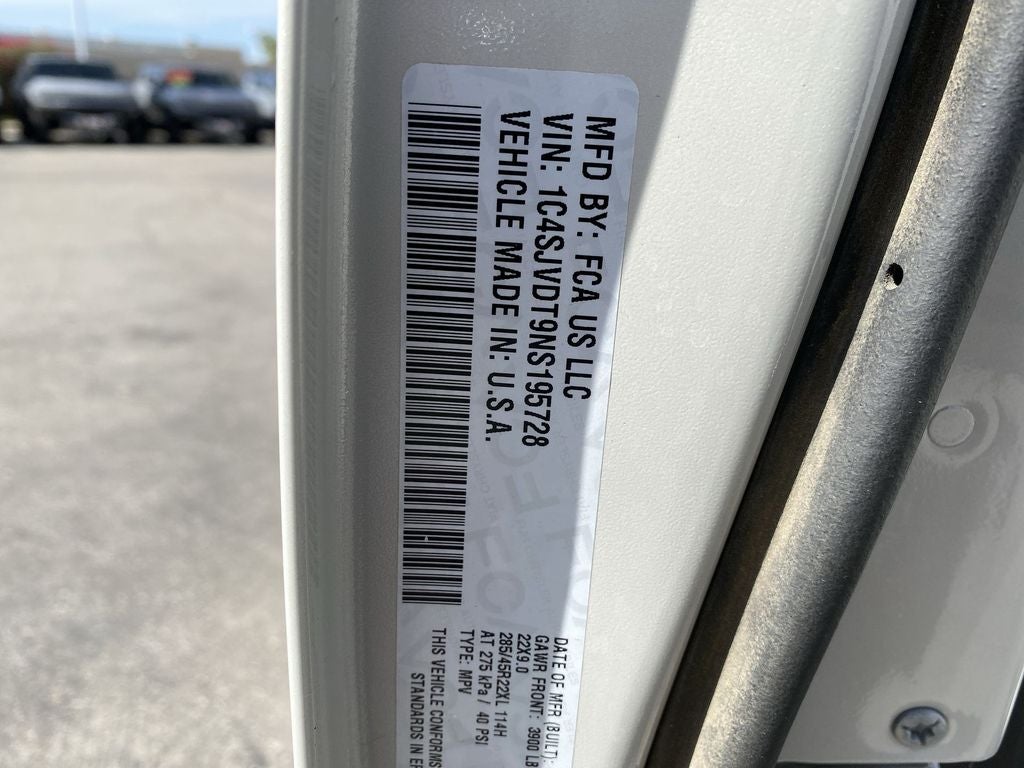 MFD BY: FCA US LLC
VIN: 1C4SJVDT9NS195728
VEHICLE MADE IN: U.S.A.
DATE OF MFR (BUILT):
GAWR FRONT: 3900 LB
22X9.0
285/45R22XL 114H
AT 275 kPa / 40 PSI
TYPE: MPV
THIS VEHICLE CONFORMS
STANDARDS IN EF